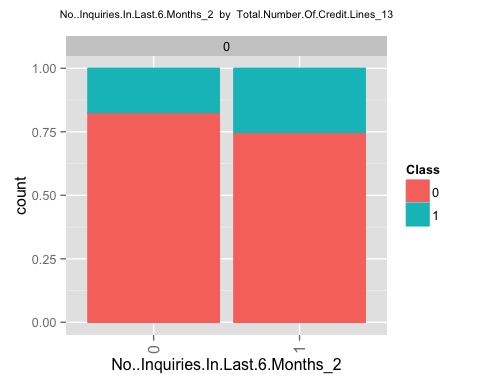 No..Inquiries.In.Last.6.Months_2 by Total.Number.Of.Credit.Lines_13
0
1.00
0.75
0.50
0.25
0.00
count
Class
0
1
0
1
No..Inquiries.In.Last.6.Months_2